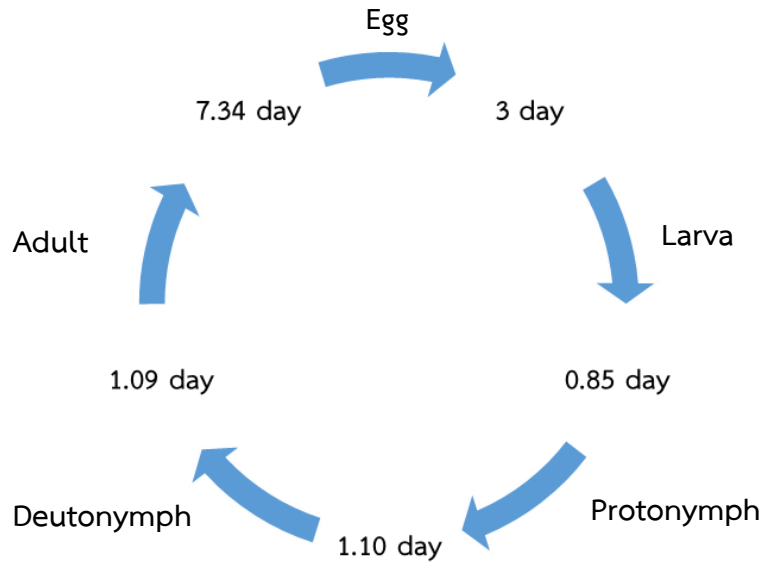 Egg
7.34 day
3 day
Adult
Larva
1.09 day
0.85 day
Deutonymph
Protonymph
1.10 day